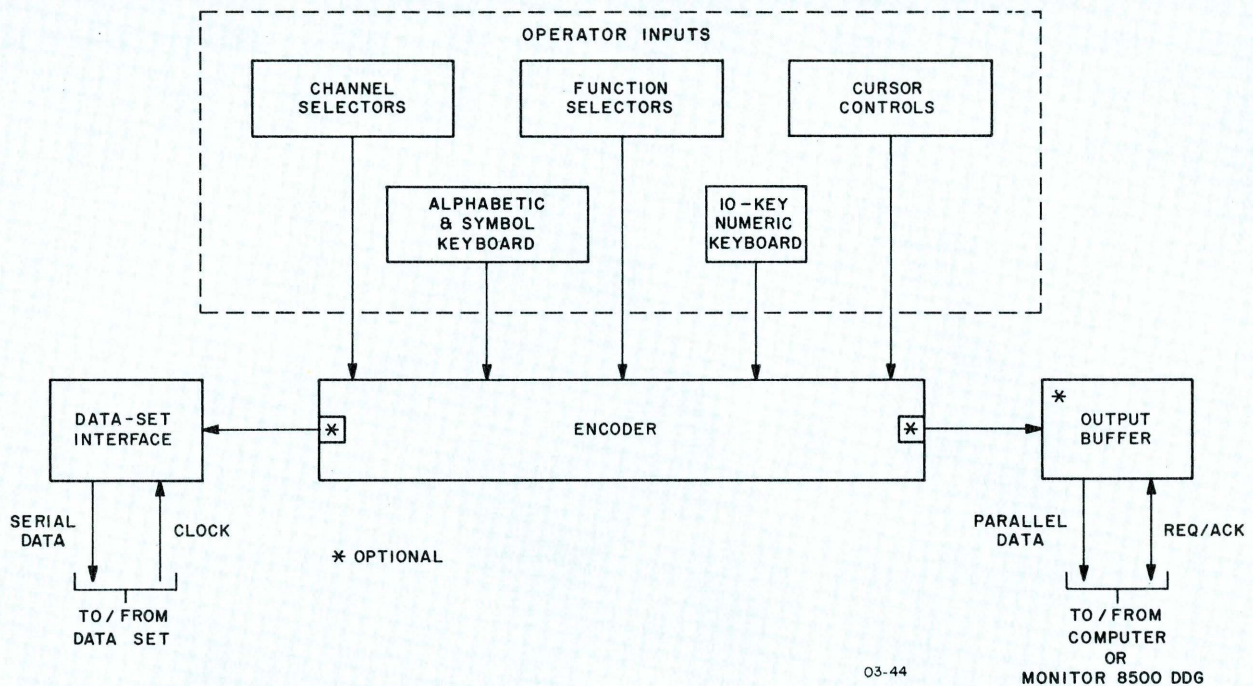 OPERATOR INPUTS
CHANNEL
SELECTORS
FUNCTION
SELECTORS
CURSOR
CONTROLS
ALPHABETIC
& SYMBOL
KEYBOARD
10-KEY
NUMERIC
KEYBOARD
DATA-SET
INTERFACE
*
ENCODER
*
*
OUTPUT
BUFFER
SERIAL
DATA
CLOCK
* OPTIONAL
PARALLEL
DATA
REQ/ACK
TO/FROM
DATA SET
TO/FROM
COMPUTER
OR
MONITOR 8500 DDG
03-44